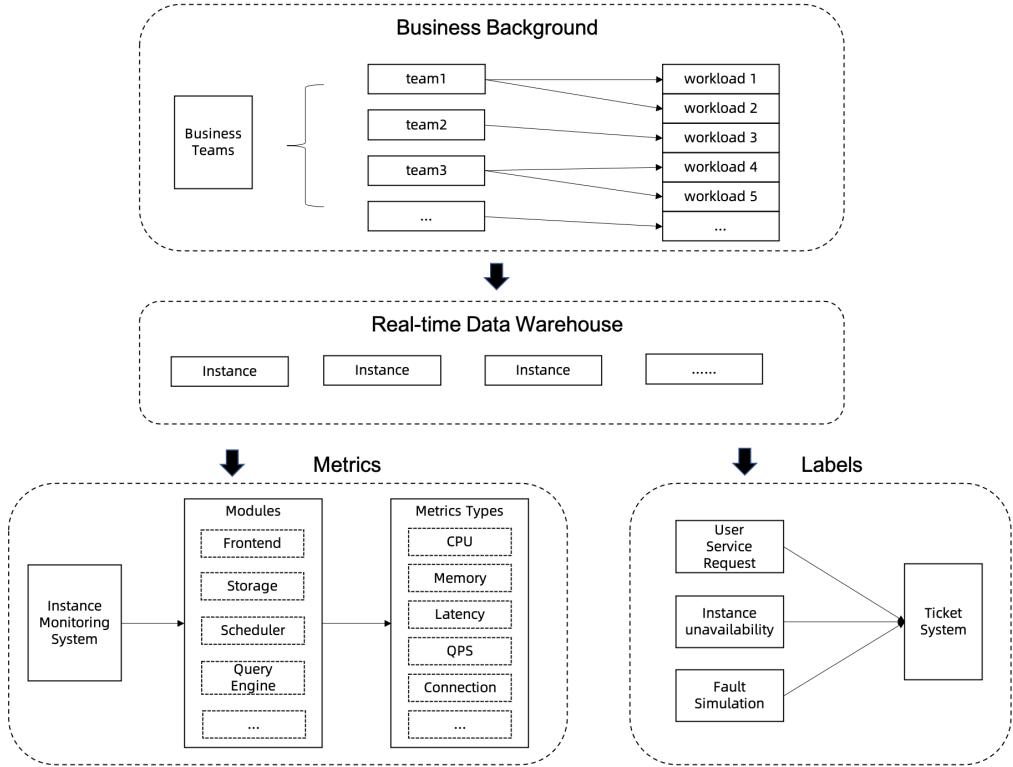 Business Background
Business
Teams
team1
team2
team3
...
workload 1
workload 2
workload 3
workload 4
workload 5
...
Real-time Data Warehouse
Instance
Instance
Instance
......
Metrics
Instance
Monitoring
System
Modules
Frontend
Storage
Scheduler
Query
Engine
...
Metrics Types
CPU
Memory
Latency
QPS
Connection
...
Labels
User
Service
Request
Instance
unavailability
Fault
Simulation
Ticket
System